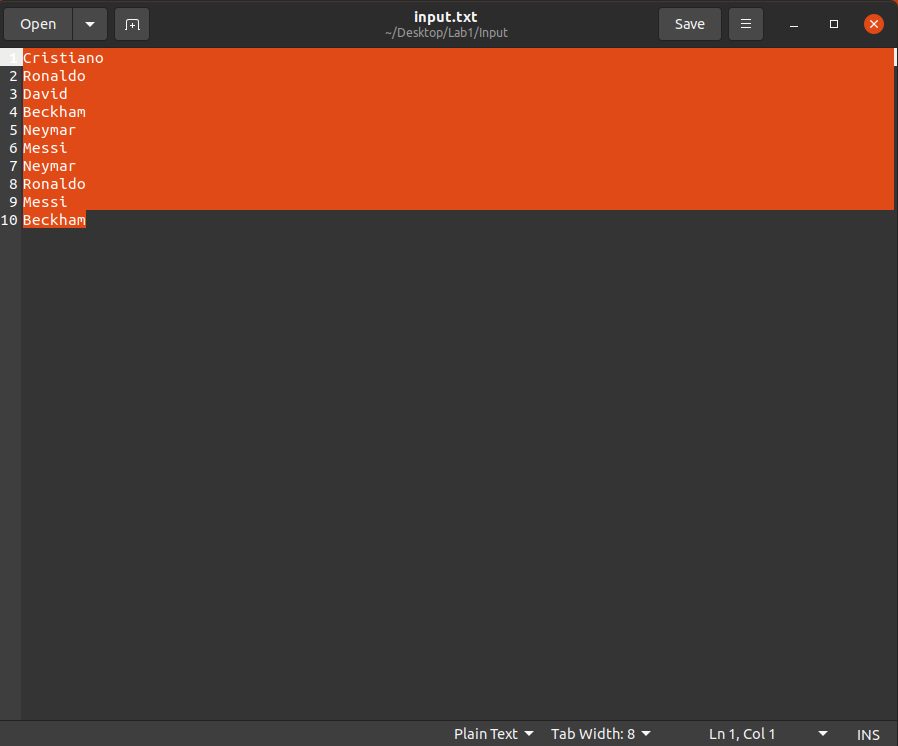 Open
input.txt
~/Desktop/Lab1/Input
Save
1 Cristiano
2 Ronaldo
3 David
4 Beckham
5 Neymar
6 Messi
7 Neymar
8 Ronaldo
9 Messi
10 Beckham
Plain Text Tab Width: 8 Ln 1, Col 1 INS